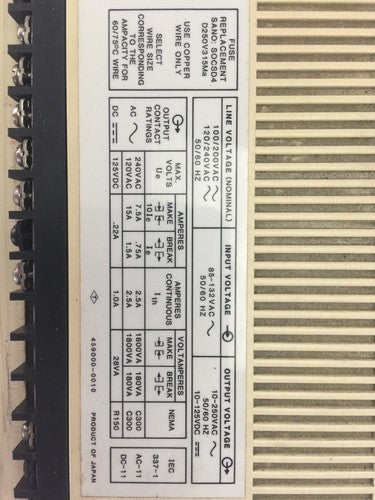 FUSE
REPLACEMENT
SANO: SOCSD4
D250V315Ma
USE COPPER
WIRE ONLY
SELECT
WIRE SIZE
CORRESPONDING
TO THE
AMPACITY FOR
60/75°C WIRE
LINE VOLTAGE (NOMINAL)
100/200VAC
120/240VAC
50/60 HZ
INPUT VOLTAGE
85-132VAC
50/60 HZ
OUTPUT VOLTAGE
10-250VAC
50/60 HZ
10-125VDC
OUTPUT
CONTACT
RATINGS
MAX.
VOLTS
Ue
AMPERES
MAKE BREAK
10Ie Ie
AMPERES
CONTINUOUS
Ith
VOLTAMPERES
MAKE BREAK
NEMA
IEC
337-1
AC 240VAC 7.5A .75A 2.5A 1800VA 180VA C300 AC-11
120VAC 15A 1.5A 2.5A 1800VA 180VA C300
DC 125VDC .22A 1.0A 28VA R150 DC-11
T
459000-0010 PRODUCT OF JAPAN